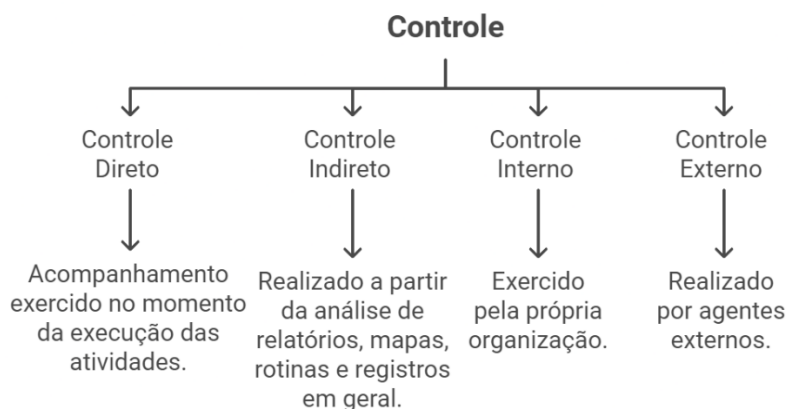 Controle
Controle
Direto
Controle
Indireto
Controle
Interno
Controle
Externo
Acompanhamento
exercido no momento
da execução das
atividades.
Realizado a partir
da análise de
relatórios, mapas,
rotinas e registros
em geral.
Exercido
pela própria
organização.
Realizado
por agentes
externos.